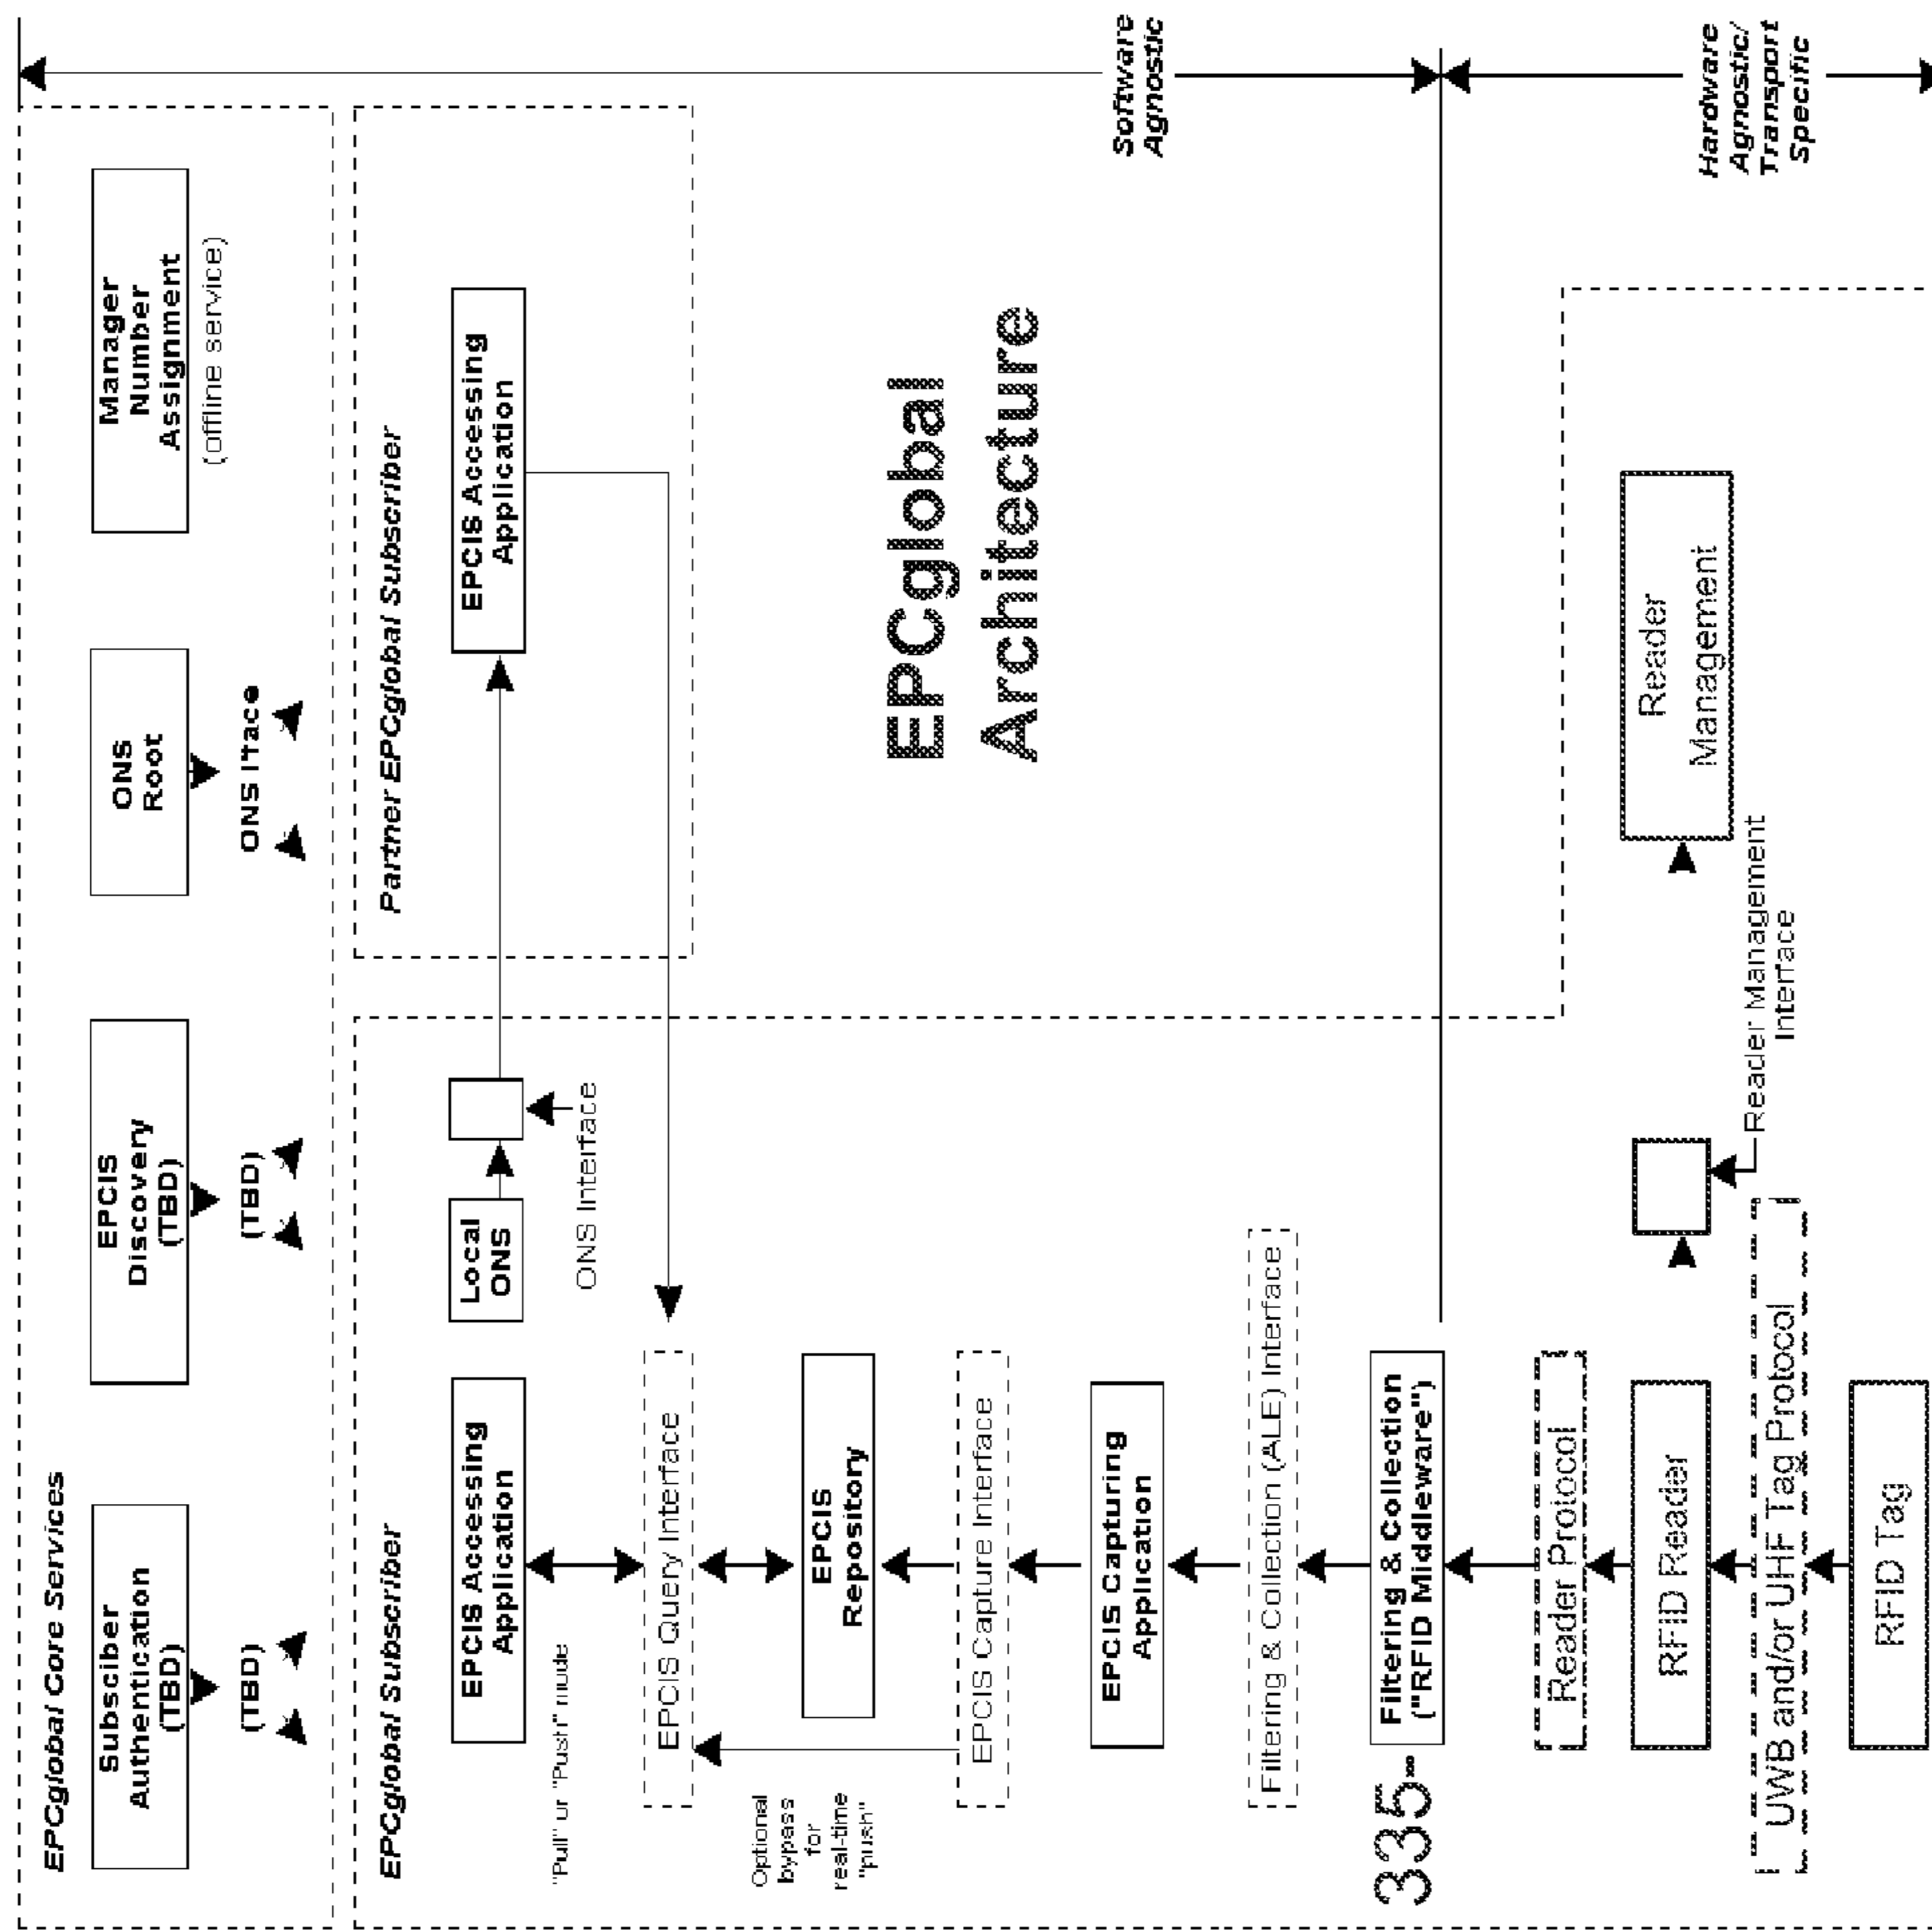 EPCglobal Core Services
Subsciber
Authentication
(TBD)
(TBD)
EPCIS
Discovery
(TBD)
(TBD)
ONS
Root
ONS I'face
Manager
Number
Assignment
(offline service)
EPCglobal Subscriber
EPCIS Accessing
Application
"Pull" or "Push" mode
Local
ONS
ONS Interface
EPCIS Query Interface
Optional
bypass
for
real-time
"push"
EPCIS
Repository
EPCIS Capture Interface
EPCIS Capturing
Application
Filtering & Collection (ALE) Interface
335
Filtering & Collection
("RFID Middleware")
Reader Protocol
RFID Reader
UWB and/or UHF Tag Protocol
RFID Tag
Partner EPCglobal Subscriber
EPCIS Accessing
Application
EPCglobal
Architecture
Reader
Management
Reader Management
Interface
Software
Agnostic
Hardware
Agnostic/
Transport
Specific